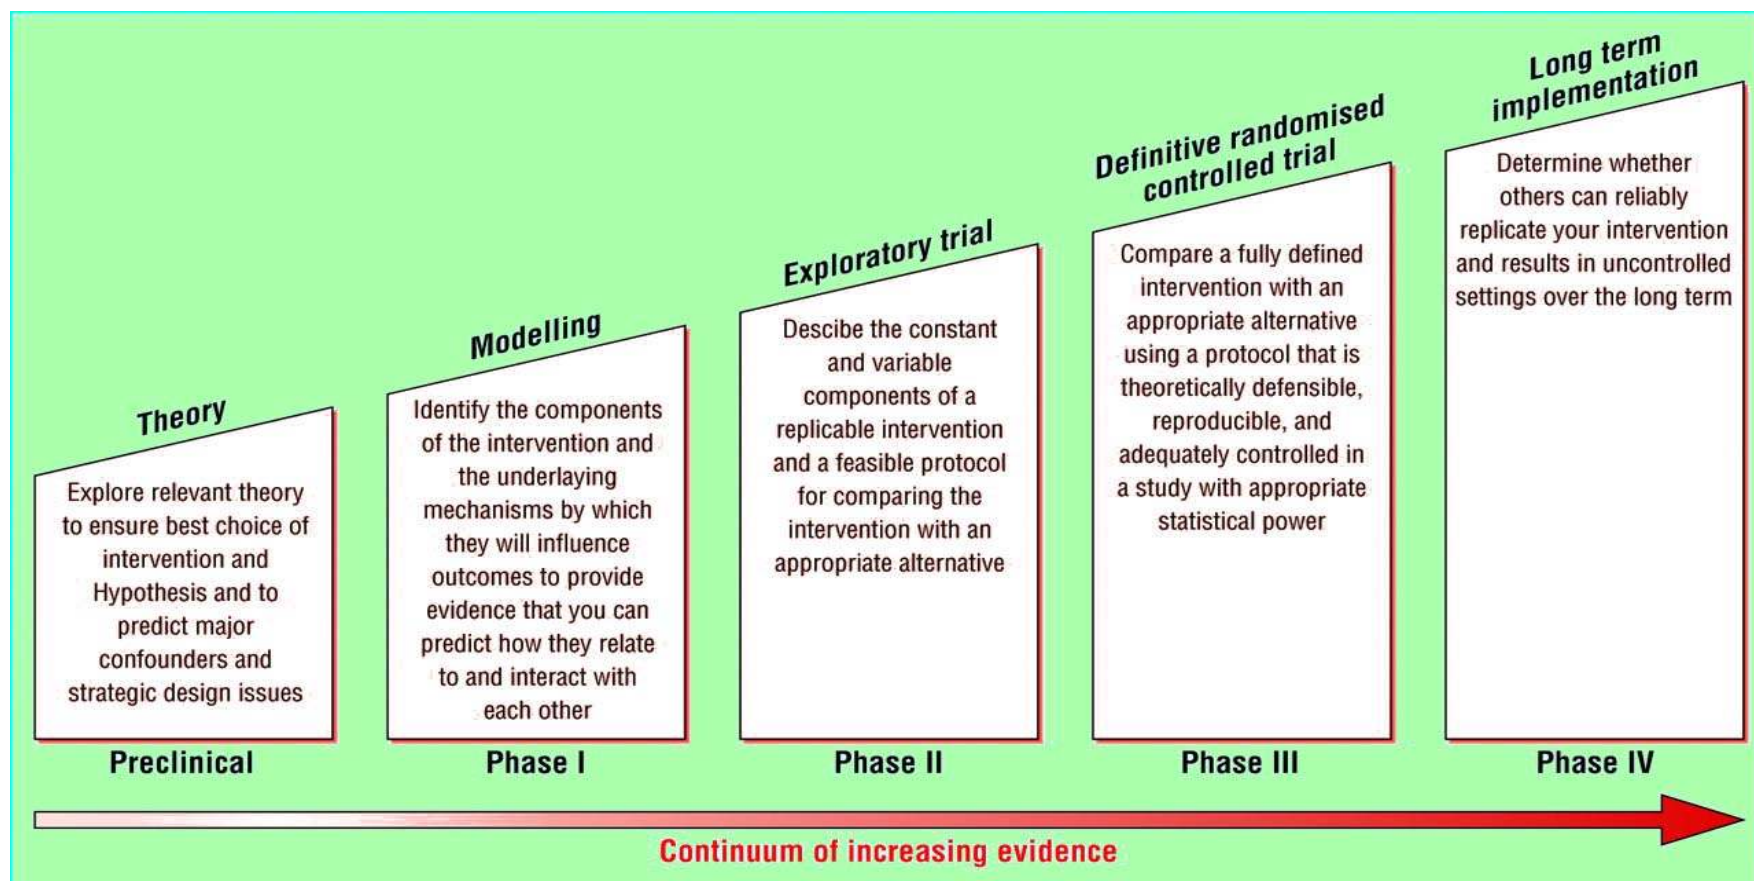 Theory
Explore relevant theory
to ensure best choice of
intervention and
Hypothesis and to
predict major
confounders and
strategic design issues
Preclinical
Modelling
Identify the components
of the intervention and
the underlaying
mechanisms by which
they will influence
outcomes to provide
evidence that you can
predict how they relate
to and interact with
each other
Phase I
Exploratory trial
Descibe the constant
and variable
components of a
replicable intervention
and a feasible protocol
for comparing the
intervention with an
appropriate alternative
Phase II
Definitive randomised
controlled trial
Compare a fully defined
intervention with an
appropriate alternative
using a protocol that is
theoretically defensible,
reproducible, and
adequately controlled in
a study with appropriate
statistical power
Phase III
Long term
implementation
Determine whether
others can reliably
replicate your intervention
and results in uncontrolled
settings over the long term
Phase IV
Continuum of increasing evidence